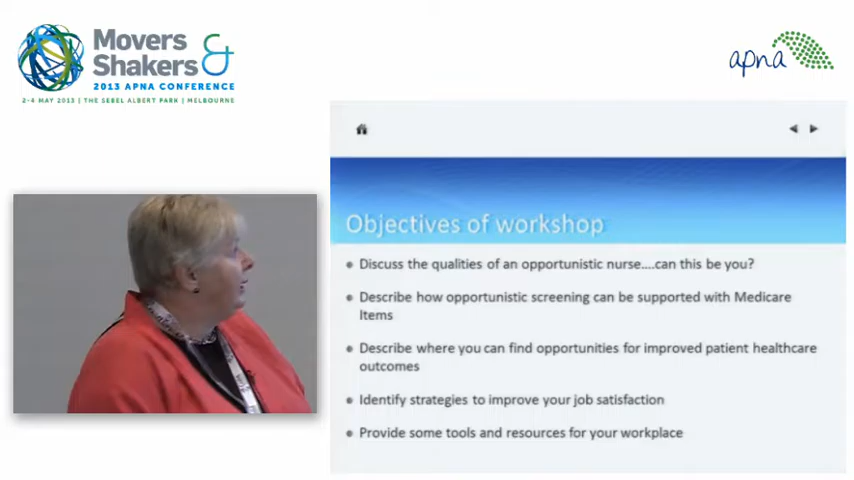 Movers
Shakers &
2013 APNA CONFERENCE
2-4 MAY 2013 | THE SEBEL ALBERT PARK | MELBOURNE
apna
Objectives of workshop
Discuss the qualities of an opportunistic nurse....can this be you?
Describe how opportunistic screening can be supported with Medicare
Items
Describe where you can find opportunities for improved patient healthcare
outcomes
Identify strategies to improve your job satisfaction
Provide some tools and resources for your workplace